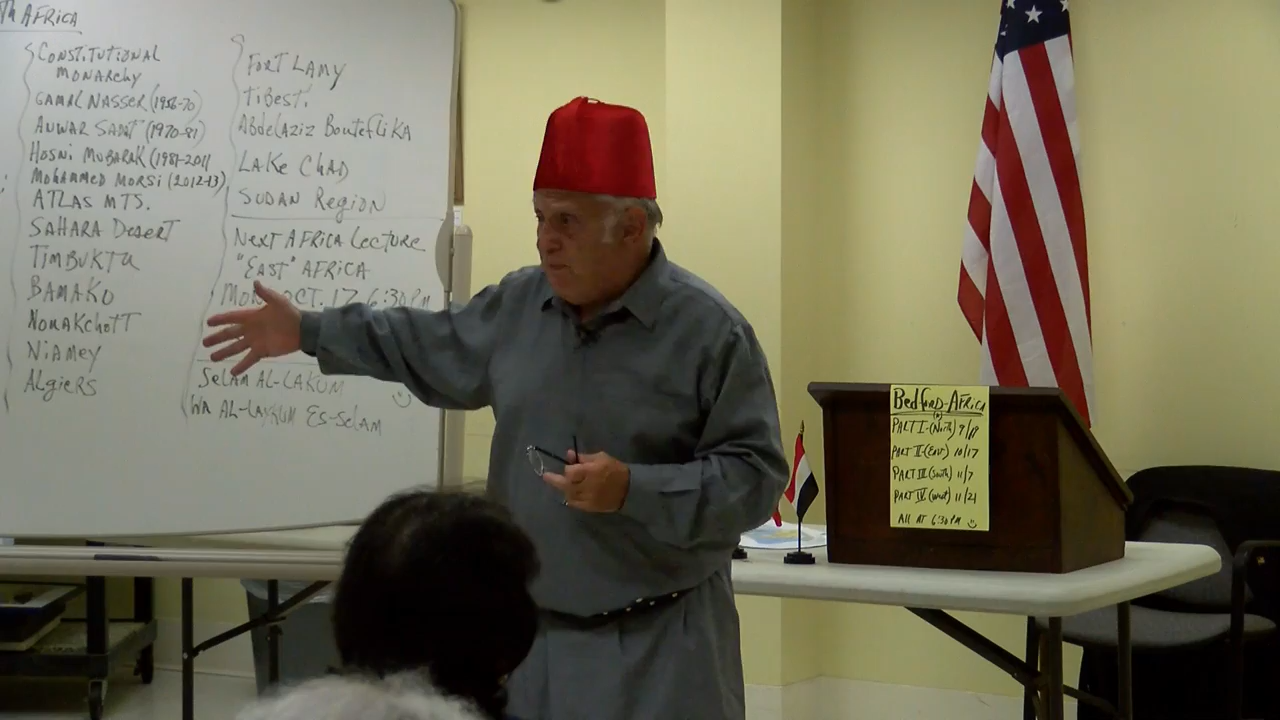 TH AFRICA
CONSTITUTIONAL
MONARCHY
GAMAL NASSER (1956-70)
ANWAR SADAT (1970-81)
HOSNI MUBARAK (1981-2011
MOHAMMED MORSI (2012-13)
ATLAS MTS.
SAHARA Desert
TIMBUKTU
BAMAKO
NOUAKCHOTT
NIAMEY
ALGIERS
FORT LAMY
TIBESTI
AbdelAziz BouteflikA
LAKE CHAD
SUDAN REGION
NEXT AFRICA Lecture
"EAST" AFRICA
MON. OCT. 17 6:30PM
SELAM AL-LAKUM
WA AL-LAYKUM ES-SELAM
Bedford-AFRICA
PART I-(North) 9/19
PART II-(East) 10/17
PART III-(South) 11/7
PART IV-(West) 11/21
ALL AT 6:30PM